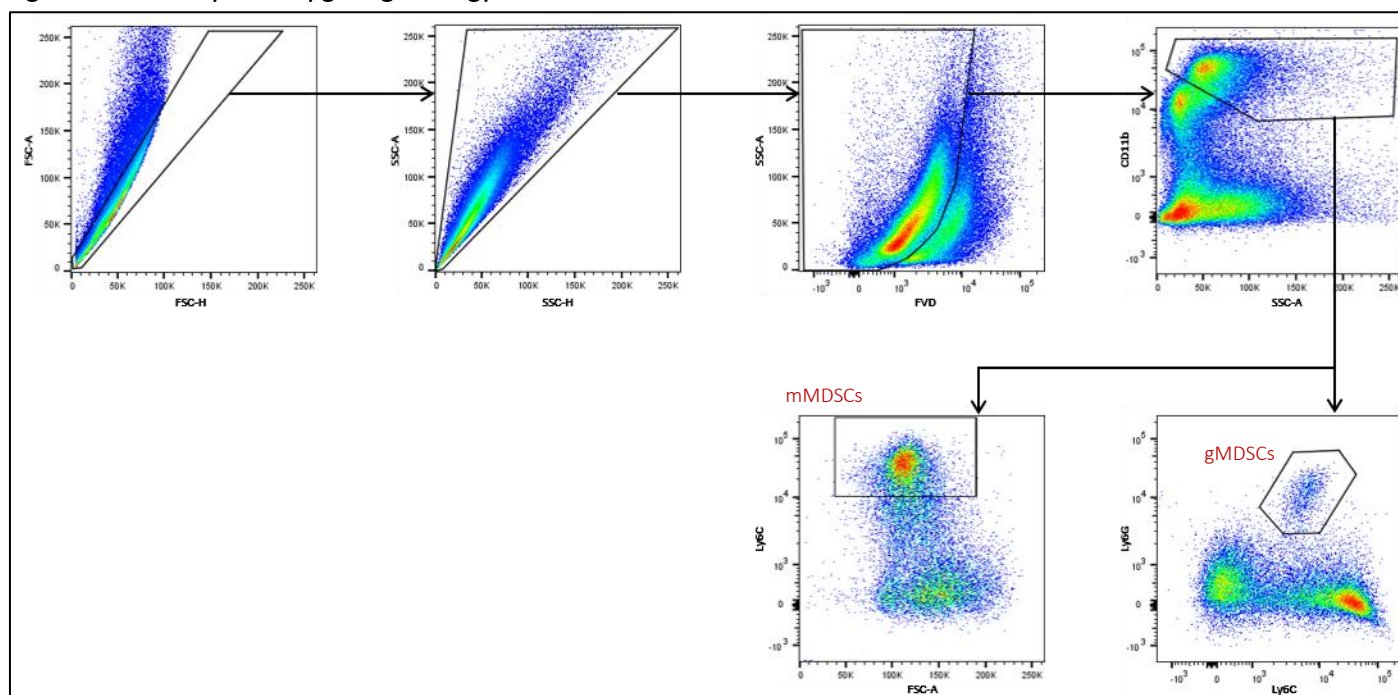 250K
200K
150K
100K
50K
0
FSC-A
0 50K 100K 150K 200K 250K
FSC-H
250K
200K
150K
100K
50K
0
SSC-A
0 50K 100K 150K 200K 250K
SSC-H
250K
200K
150K
100K
50K
0
SSC-A
-10³ 0 10³ 10⁴ 10⁵
FVD
10⁵
10⁴
10³
0
-10³
CD11b
0 50K 100K 150K 200K 250K
SSC-A
mMDSCs
10⁵
10⁴
10³
0
-10³
Ly6C
0 50K 100K 150K 200K 250K
FSC-A
gMDSCs
10⁵
10⁴
10³
0
-10³
Ly6G
-10³ 0 10³ 10⁴ 10⁵
Ly6C